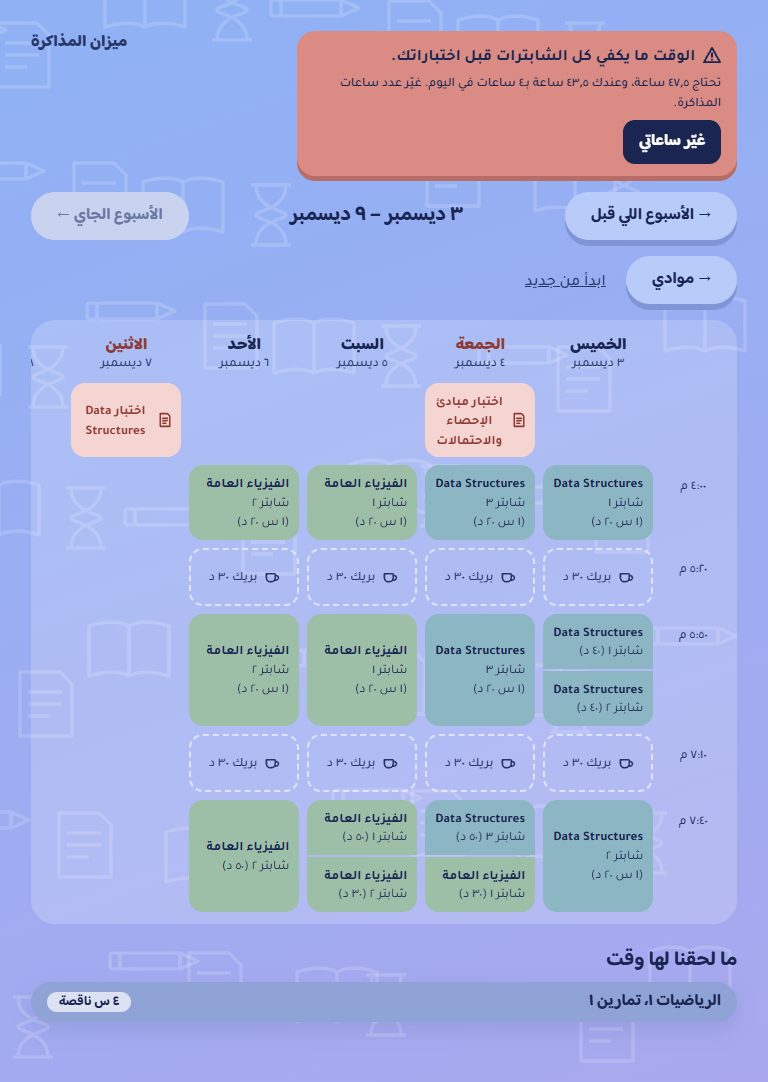 ميزان المذاكرة
الوقت ما يكفي كل الشابترات قبل اختباراتك.
تحتاج ٤٧,٥ ساعة، وعندك ٤٣,٥ ساعة بـ٤ ساعات في اليوم. غيّر عدد ساعات
المذاكرة.
غيّر ساعاتي
→ الأسبوع اللي قبل
٣ ديسمبر – ٩ ديسمبر
الأسبوع الجاي ←
→ موادي
ابدأ من جديد
الخميس
٣ ديسمبر
الجمعة
٤ ديسمبر
السبت
٥ ديسمبر
الأحد
٦ ديسمبر
الاثنين
٧ ديسمبر
اختبار مبادئ
الإحصاء
والاحتمالات
اختبار Data
Structures
٤:٠٠ م
Data Structures
شابتر ١
(١ س ٢٠ د)
Data Structures
شابتر ٣
(١ س ٢٠ د)
الفيزياء العامة
شابتر ١
(١ س ٢٠ د)
الفيزياء العامة
شابتر ٢
(١ س ٢٠ د)
٥:٢٠ م
بريك ٣٠ د
بريك ٣٠ د
بريك ٣٠ د
بريك ٣٠ د
٥:٥٠ م
Data Structures
شابتر ١ (٤٠ د)
Data Structures
شابتر ٢ (٤٠ د)
Data Structures
شابتر ٣
(١ س ٢٠ د)
الفيزياء العامة
شابتر ١
(١ س ٢٠ د)
الفيزياء العامة
شابتر ٢
(١ س ٢٠ د)
٧:١٠ م
بريك ٣٠ د
بريك ٣٠ د
بريك ٣٠ د
بريك ٣٠ د
٧:٤٠ م
Data Structures
شابتر ٢
(١ س ٢٠ د)
Data Structures
شابتر ٣ (٥٠ د)
الفيزياء العامة
شابتر ١ (٣٠ د)
الفيزياء العامة
شابتر ١ (٥٠ د)
الفيزياء العامة
شابتر ٢ (٣٠ د)
الفيزياء العامة
شابتر ٢ (٥٠ د)
ما لحقنا لها وقت
الرياضيات ١، تمارين ١
٤ س ناقصة